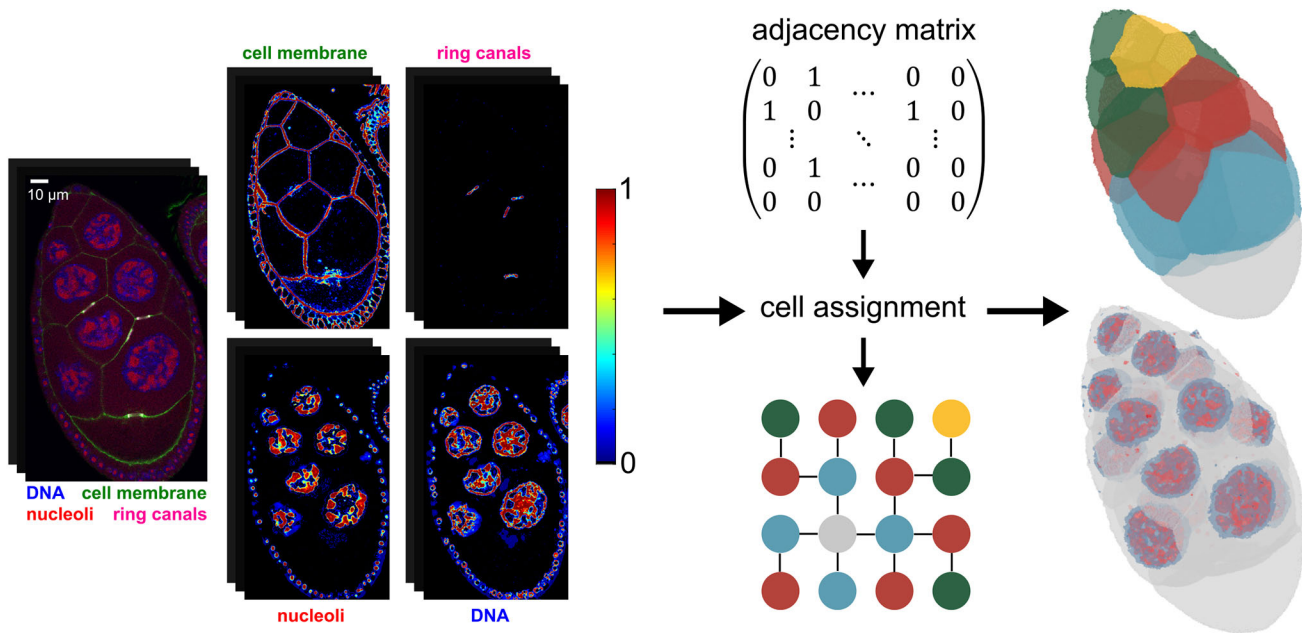 cell membrane
ring canals
10 µm
DNA cell membrane
nucleoli ring canals
nucleoli
DNA
1
0
adjacency matrix
0 1 ... 0 0
1 0 1 0
⋮ ⋱ ⋮
0 1 0 0
0 0 ... 0 0
cell assignment